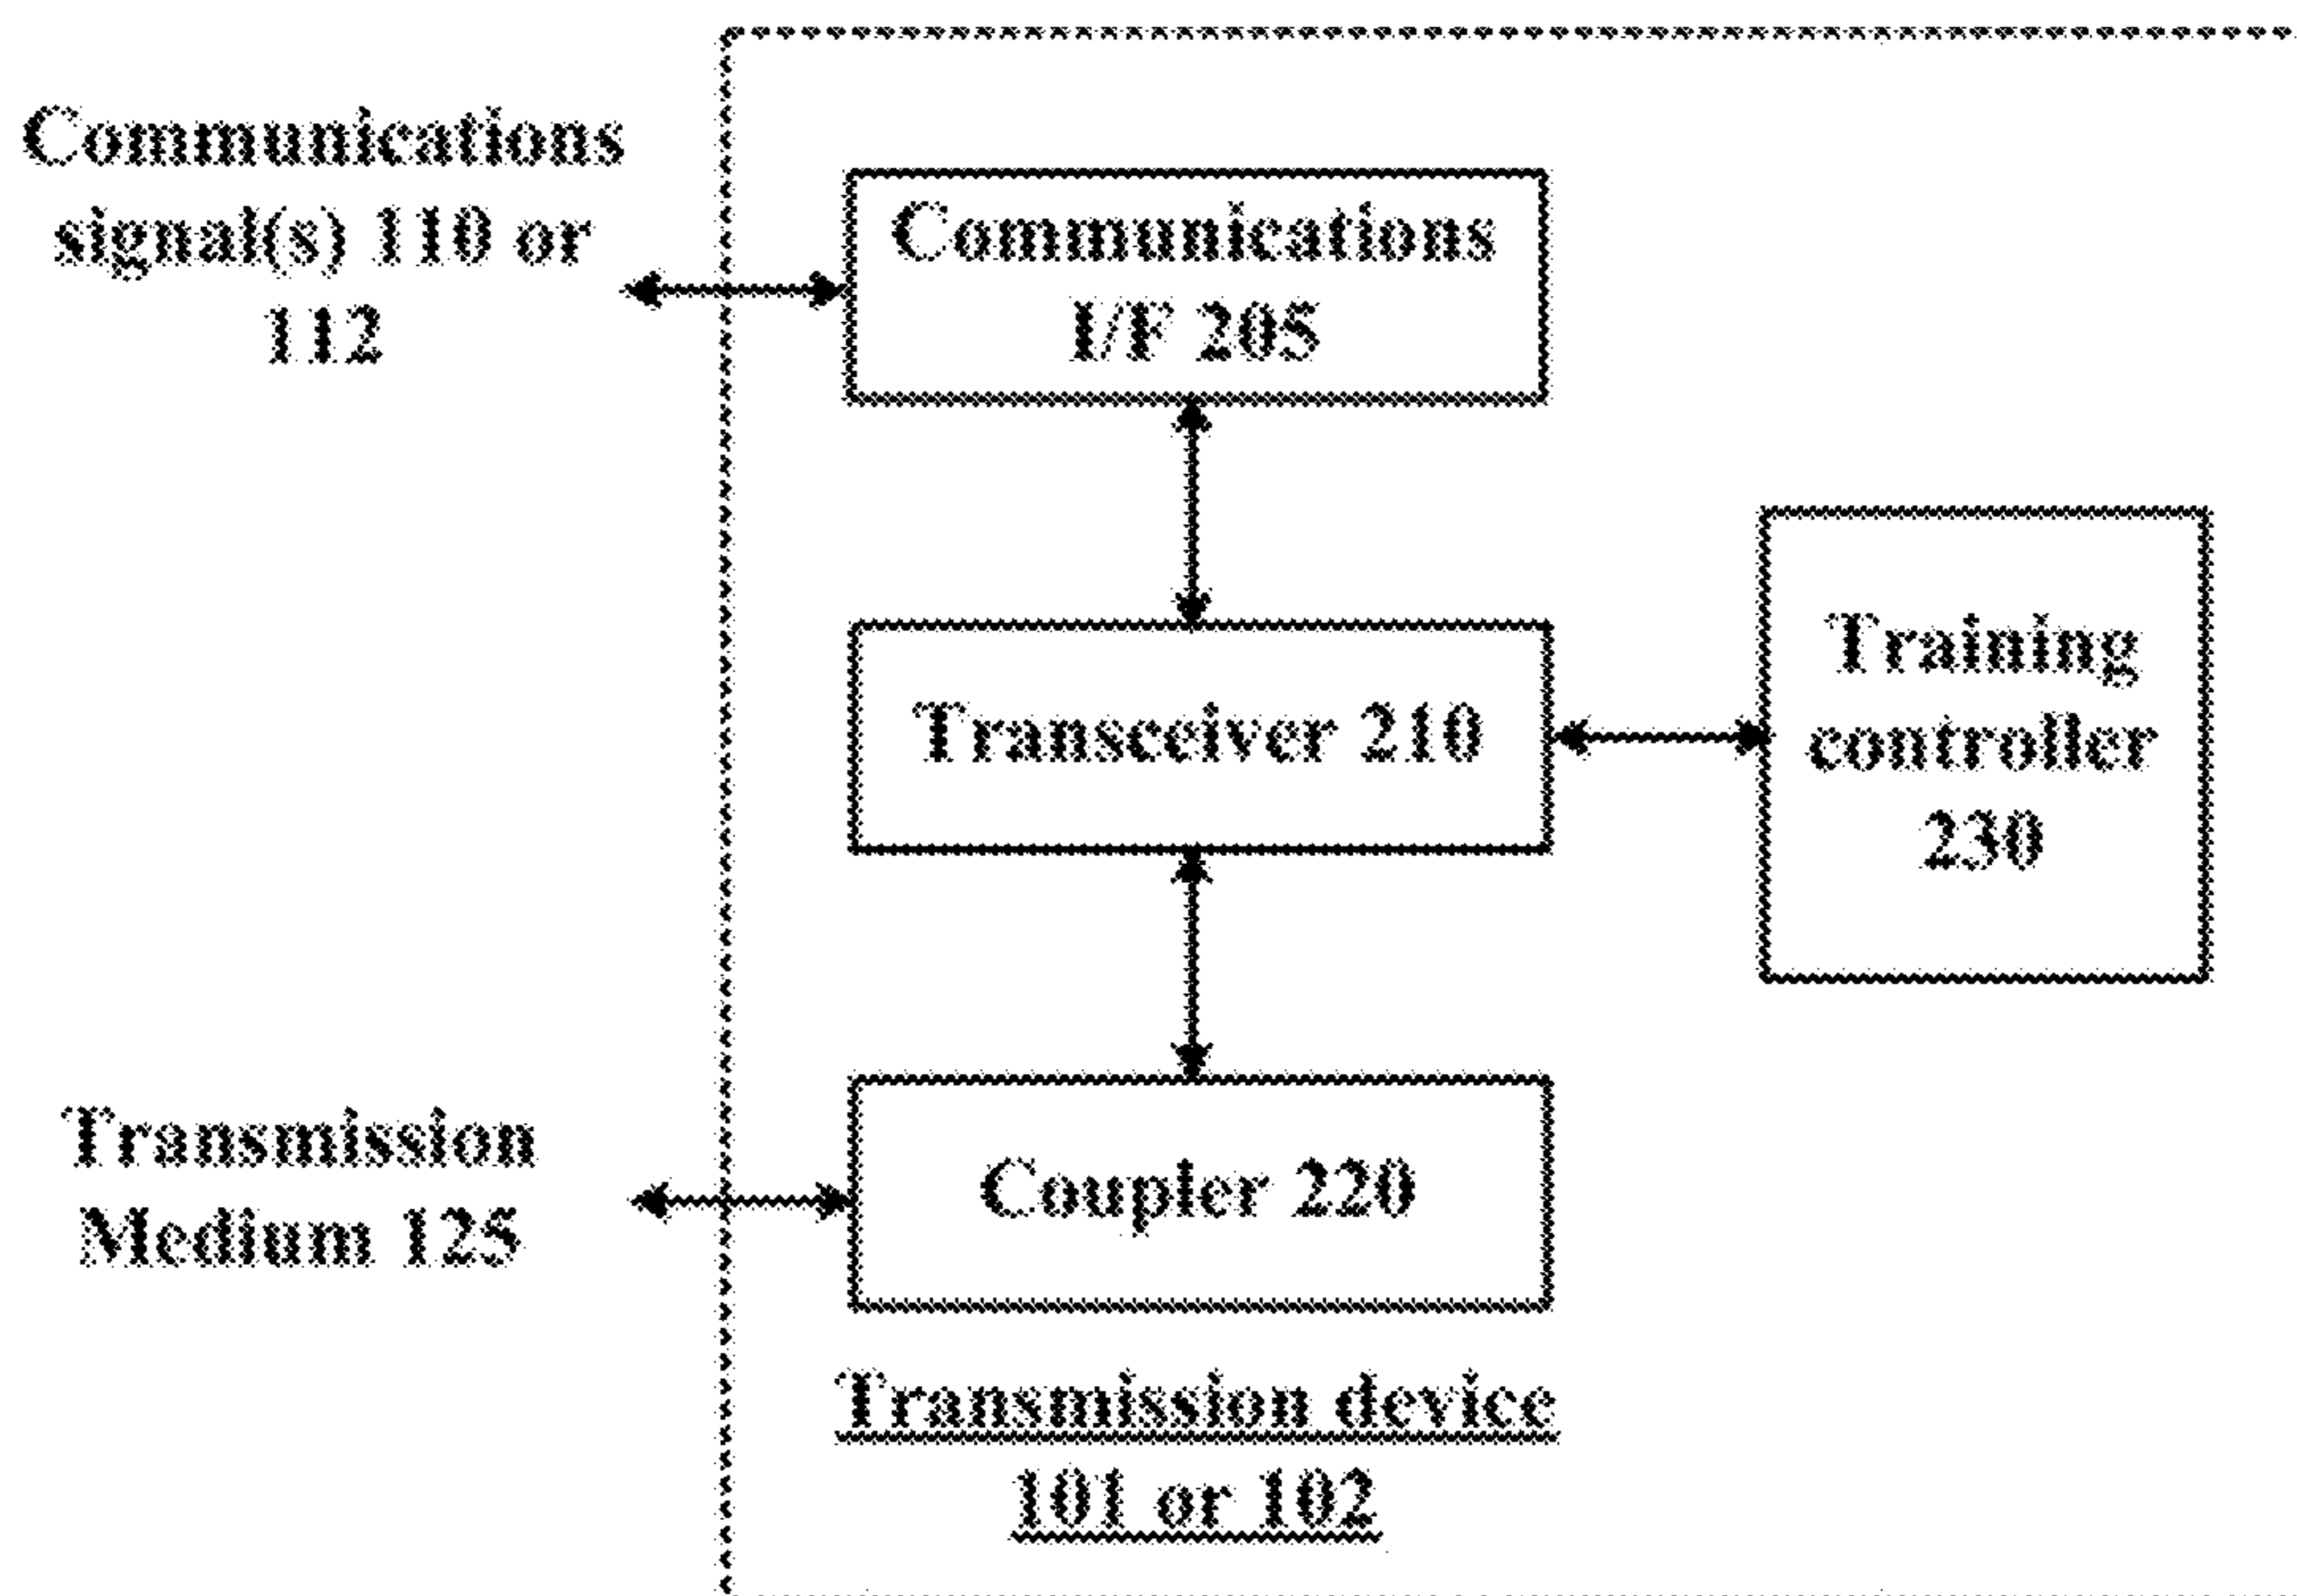 Communications
signal(s) 110 or
112
Communications
I/F 205
Transceiver 210
Training
controller
230
Transmission
Medium 125
Coupler 220
Transmission device
101 or 102